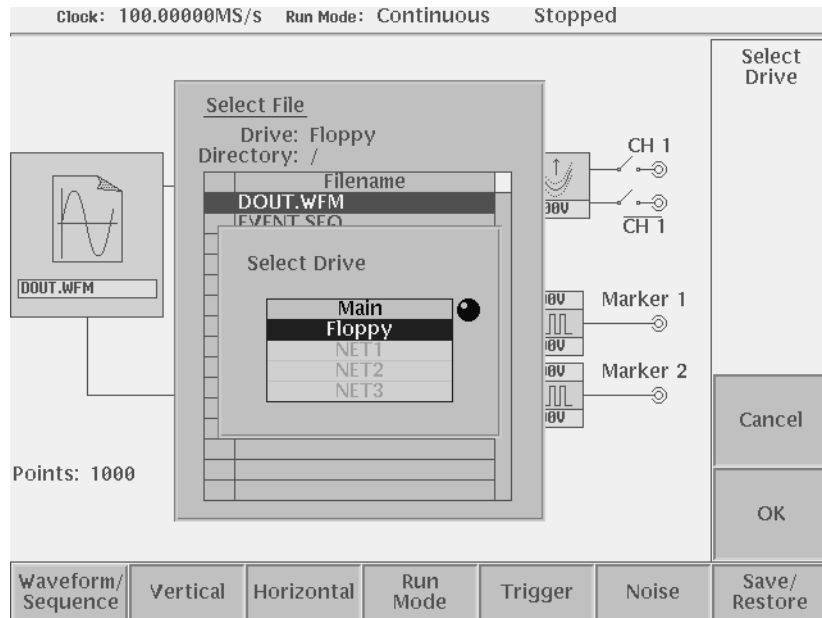 Clock: 100.00000MS/s Run Mode: Continuous Stopped
Select
Drive
Select File
Drive: Floppy
Directory: /
Filename
DOUT.WFM
EVENT.SEQ
Select Drive
Main
Floppy
NET1
NET2
NET3
DOUT.WFM
CH 1
CH 1
Marker 1
Marker 2
Points: 1000
Cancel
OK
Waveform/
Sequence
Vertical
Horizontal
Run
Mode
Trigger
Noise
Save/
Restore